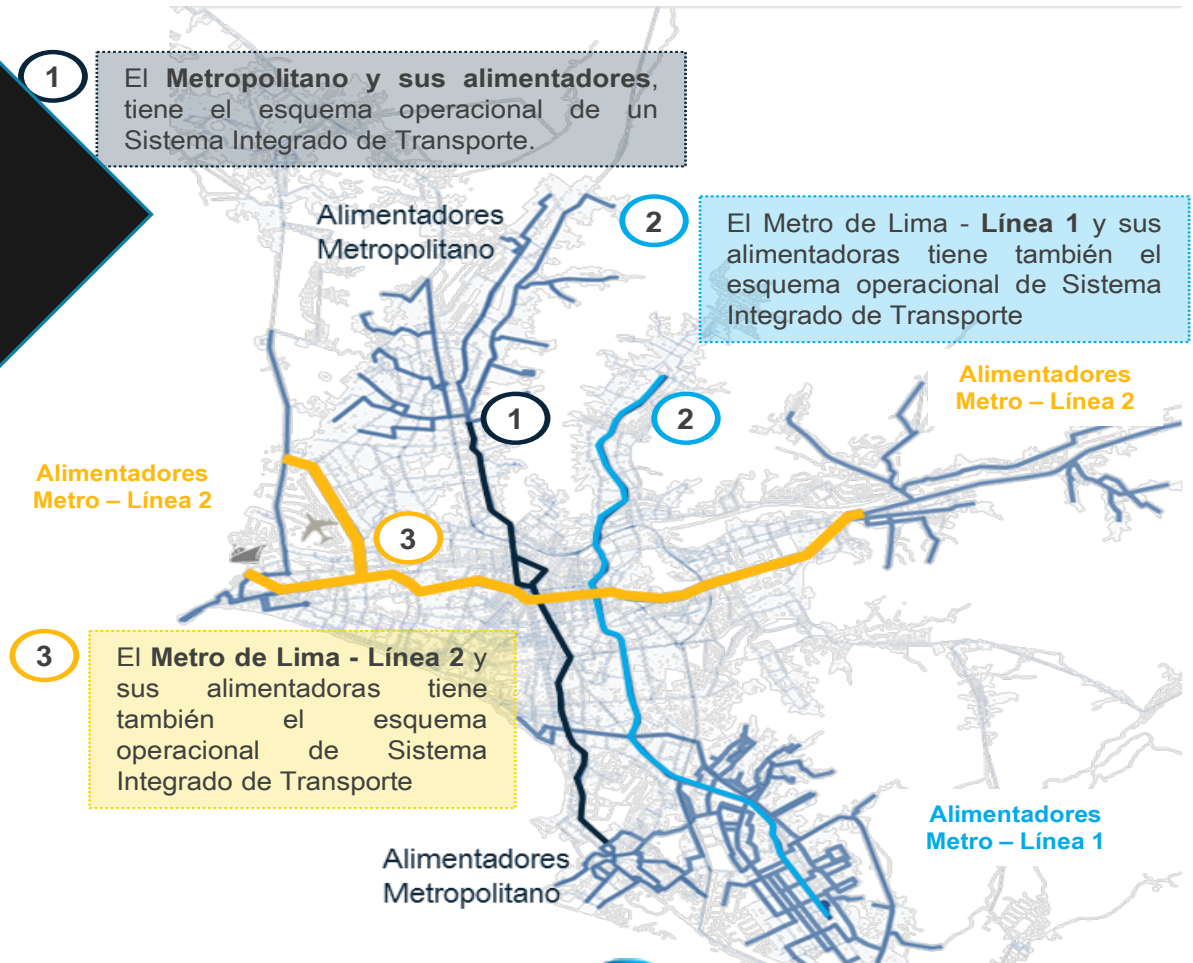 1
El Metropolitano y sus alimentadores,
tiene el esquema operacional de un
Sistema Integrado de Transporte.
Alimentadores
Metropolitano
2
El Metro de Lima - Línea 1 y sus
alimentadoras tiene también el
esquema operacional de Sistema
Integrado de Transporte
Alimentadores
Metro – Línea 2
1
2
Alimentadores
Metro – Línea 2
3
3
El Metro de Lima - Línea 2 y
sus alimentadoras tiene
también el esquema
operacional de Sistema
Integrado de Transporte
Alimentadores
Metro – Línea 1
Alimentadores
Metropolitano